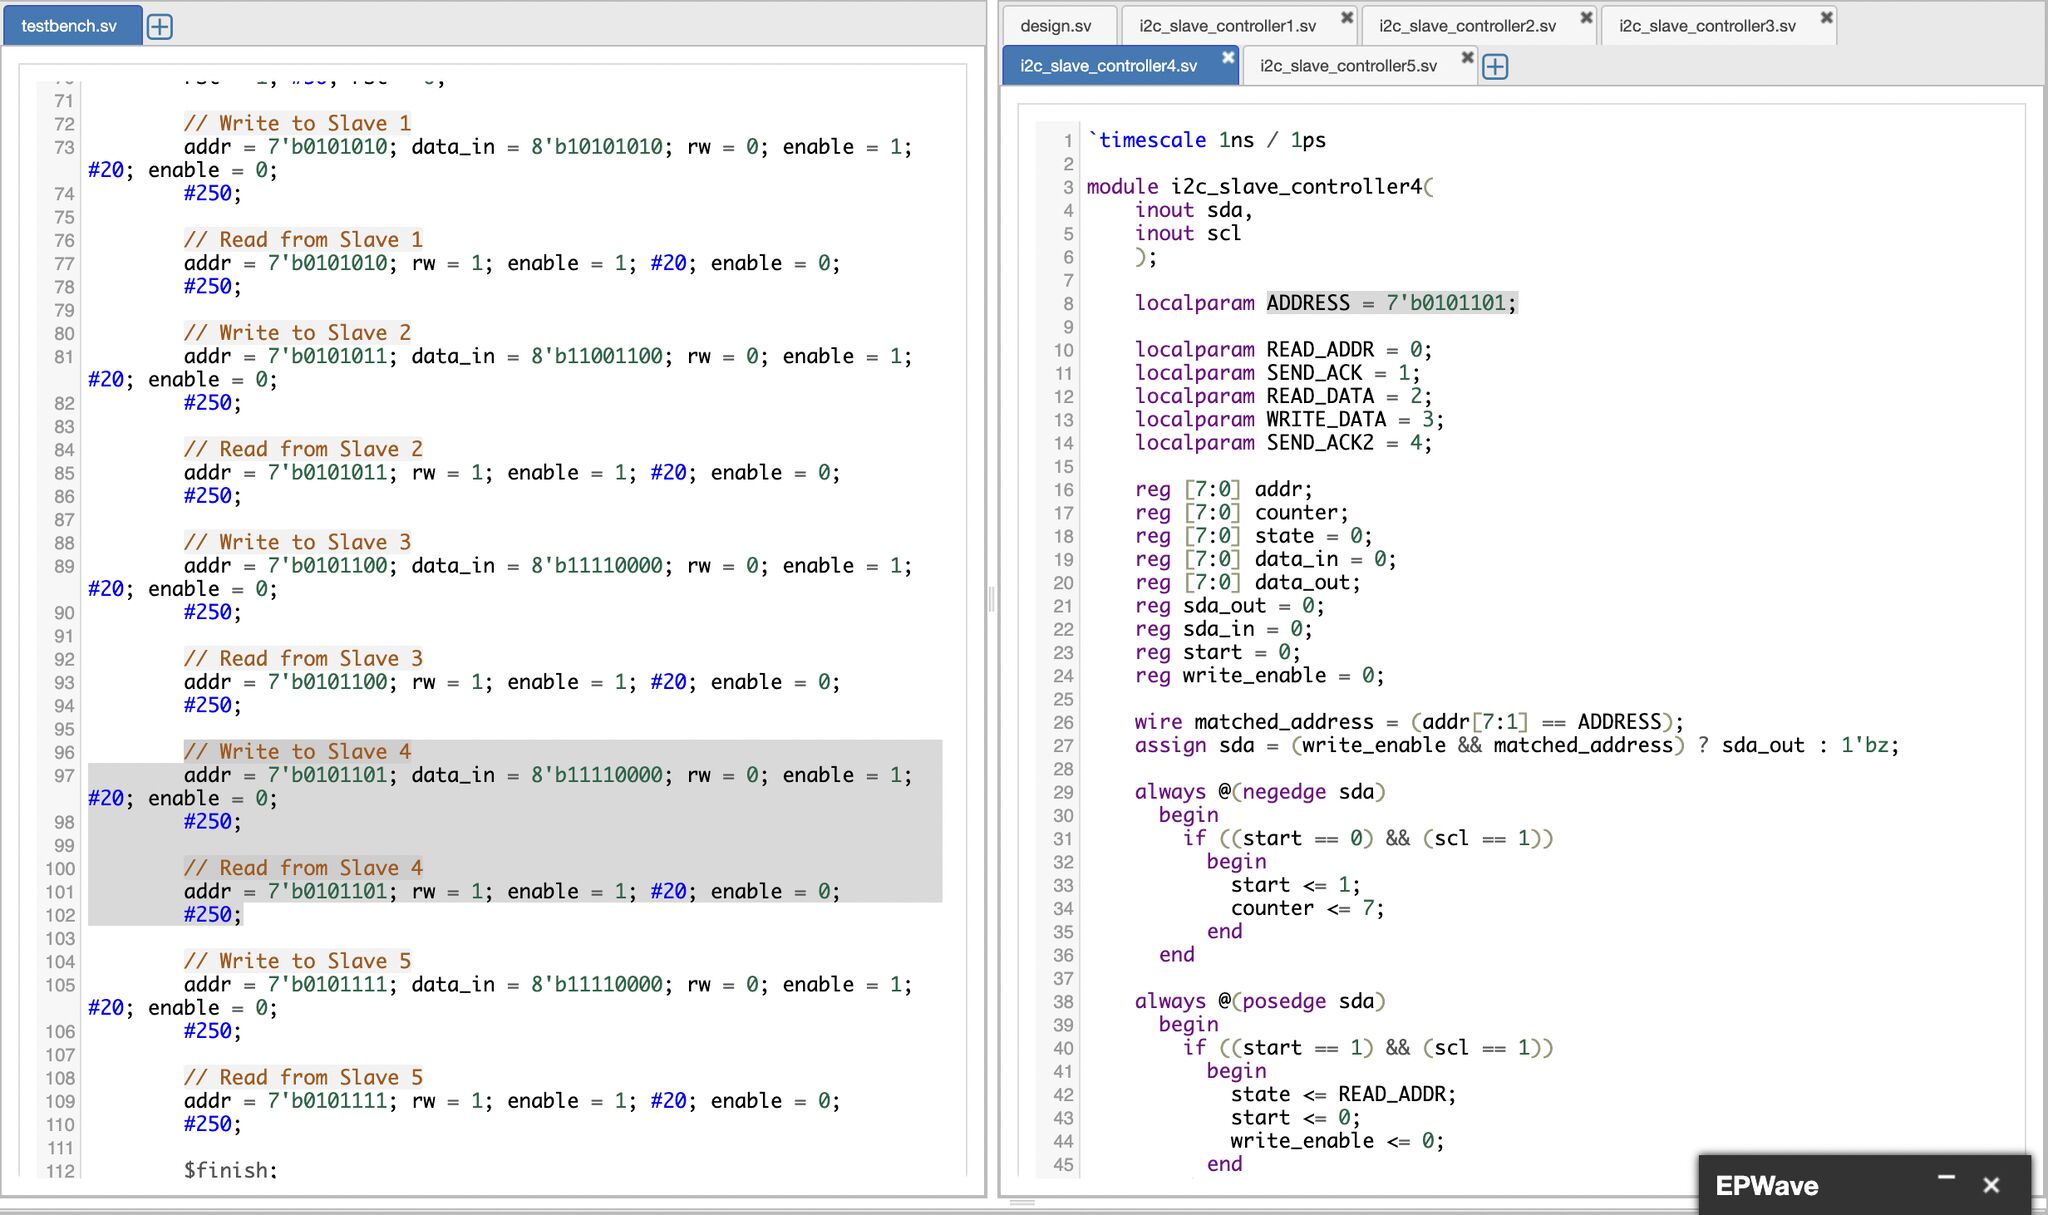 testbench.sv
71
72 // Write to Slave 1
73 addr = 7'b0101010; data_in = 8'b10101010; rw = 0; enable = 1;
#20; enable = 0;
74 #250;
75
76 // Read from Slave 1
77 addr = 7'b0101010; rw = 1; enable = 1; #20; enable = 0;
78 #250;
79
80 // Write to Slave 2
81 addr = 7'b0101011; data_in = 8'b11001100; rw = 0; enable = 1;
#20; enable = 0;
82 #250;
83
84 // Read from Slave 2
85 addr = 7'b0101011; rw = 1; enable = 1; #20; enable = 0;
86 #250;
87
88 // Write to Slave 3
89 addr = 7'b0101100; data_in = 8'b11110000; rw = 0; enable = 1;
#20; enable = 0;
90 #250;
91
92 // Read from Slave 3
93 addr = 7'b0101100; rw = 1; enable = 1; #20; enable = 0;
94 #250;
95
96 // Write to Slave 4
97 addr = 7'b0101101; data_in = 8'b11110000; rw = 0; enable = 1;
#20; enable = 0;
98 #250;
99
100 // Read from Slave 4
101 addr = 7'b0101101; rw = 1; enable = 1; #20; enable = 0;
102 #250;
103
104 // Write to Slave 5
105 addr = 7'b0101111; data_in = 8'b11110000; rw = 0; enable = 1;
#20; enable = 0;
106 #250;
107
108 // Read from Slave 5
109 addr = 7'b0101111; rw = 1; enable = 1; #20; enable = 0;
110 #250;
111
112 $finish;
design.sv i2c_slave_controller1.sv i2c_slave_controller2.sv i2c_slave_controller3.sv
i2c_slave_controller4.sv i2c_slave_controller5.sv
1 `timescale 1ns / 1ps
2
3 module i2c_slave_controller4(
4 inout sda,
5 inout scl
6 );
7
8 localparam ADDRESS = 7'b0101101;
9
10 localparam READ_ADDR = 0;
11 localparam SEND_ACK = 1;
12 localparam READ_DATA = 2;
13 localparam WRITE_DATA = 3;
14 localparam SEND_ACK2 = 4;
15
16 reg [7:0] addr;
17 reg [7:0] counter;
18 reg [7:0] state = 0;
19 reg [7:0] data_in = 0;
20 reg [7:0] data_out;
21 reg sda_out = 0;
22 reg sda_in = 0;
23 reg start = 0;
24 reg write_enable = 0;
25
26 wire matched_address = (addr[7:1] == ADDRESS);
27 assign sda = (write_enable && matched_address) ? sda_out : 1'bz;
28
29 always @(negedge sda)
30 begin
31 if ((start == 0) && (scl == 1))
32 begin
33 start <= 1;
34 counter <= 7;
35 end
36 end
37
38 always @(posedge sda)
39 begin
40 if ((start == 1) && (scl == 1))
41 begin
42 state <= READ_ADDR;
43 start <= 0;
44 write_enable <= 0;
45 end
EPWave